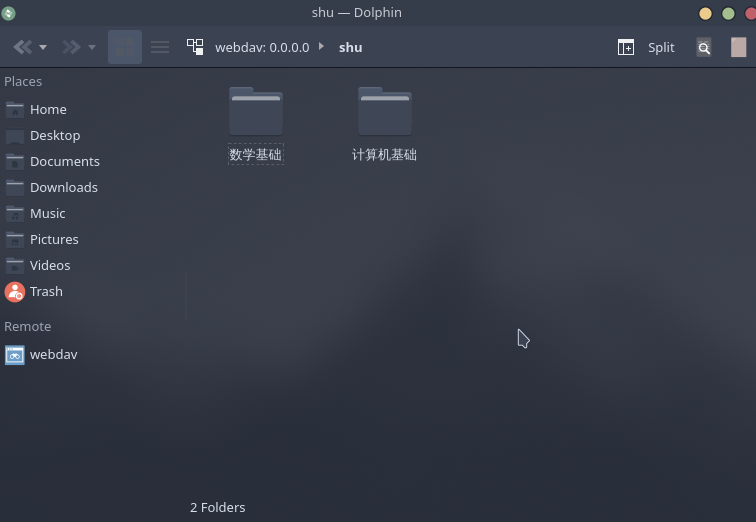 shu — Dolphin
webdav: 0.0.0.0 shu
Split
Places
Home
Desktop
Documents
Downloads
Music
Pictures
Videos
Trash
Remote
webdav
数学基础
计算机基础
2 Folders